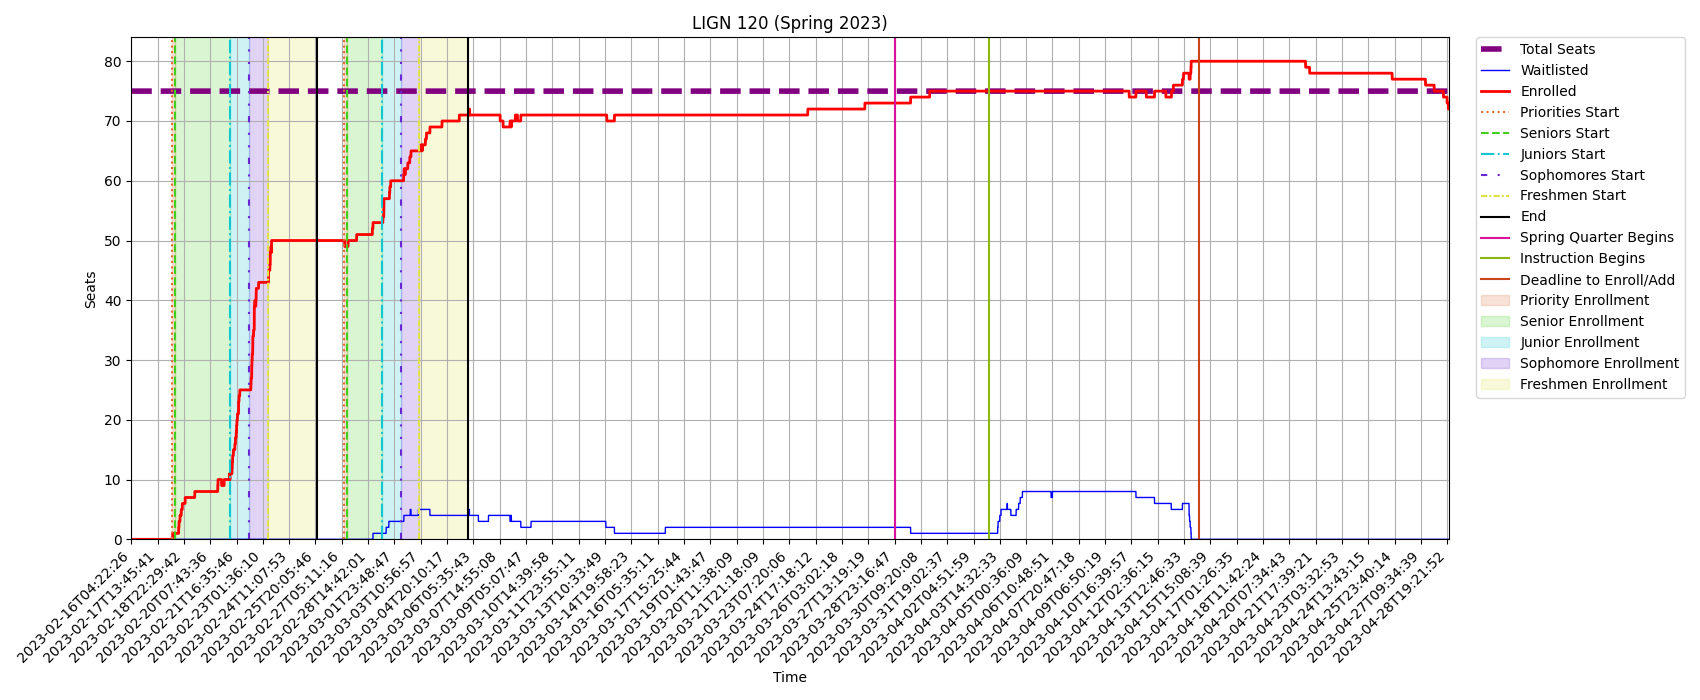 LIGN 120 (Spring 2023)
Seats
80
70
60
50
40
30
20
10
0
2023-02-16T04:22:26
2023-02-17T13:45:41
2023-02-18T22:29:42
2023-02-20T07:43:36
2023-02-21T16:35:46
2023-02-23T01:36:10
2023-02-24T11:07:53
2023-02-25T20:05:46
2023-02-27T05:11:16
2023-02-28T14:42:01
2023-03-01T23:48:47
2023-03-03T10:56:57
2023-03-04T20:10:17
2023-03-06T05:35:43
2023-03-07T14:55:08
2023-03-09T05:07:47
2023-03-10T14:39:58
2023-03-11T23:55:11
2023-03-13T10:33:49
2023-03-14T19:58:23
2023-03-16T05:35:11
2023-03-17T15:25:44
2023-03-19T01:43:47
2023-03-20T11:38:09
2023-03-21T21:18:09
2023-03-23T07:20:06
2023-03-24T17:18:12
2023-03-26T03:02:18
2023-03-27T13:19:19
2023-03-28T23:16:47
2023-03-30T09:20:08
2023-03-31T19:02:37
2023-04-02T04:51:59
2023-04-03T14:32:33
2023-04-05T00:36:09
2023-04-06T10:48:51
2023-04-07T20:47:18
2023-04-09T06:50:19
2023-04-10T16:39:57
2023-04-12T02:36:15
2023-04-13T12:46:33
2023-04-15T15:08:39
2023-04-17T01:26:35
2023-04-18T11:42:24
2023-04-20T07:34:43
2023-04-21T17:39:21
2023-04-23T03:32:53
2023-04-24T13:43:15
2023-04-25T23:40:14
2023-04-27T09:34:39
2023-04-28T19:21:52
Time
Total Seats
Waitlisted
Enrolled
Priorities Start
Seniors Start
Juniors Start
Sophomores Start
Freshmen Start
End
Spring Quarter Begins
Instruction Begins
Deadline to Enroll/Add
Priority Enrollment
Senior Enrollment
Junior Enrollment
Sophomore Enrollment
Freshmen Enrollment